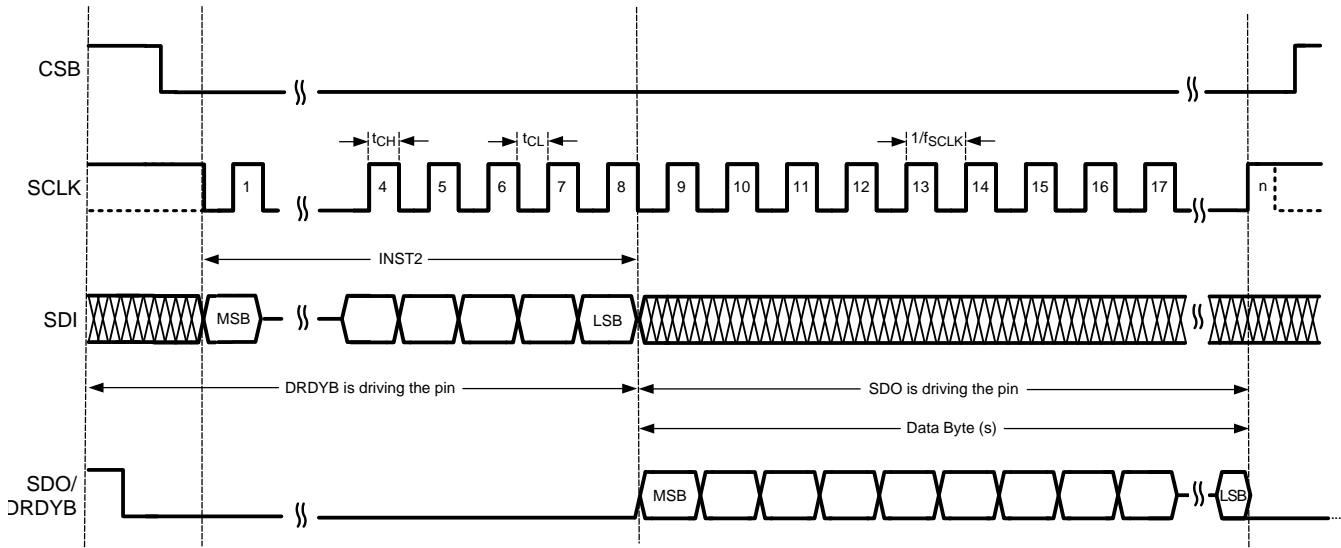 CSB
tCH
tCL
1/fSCLK
SCLK
1
4
5
6
7
8
9
10
11
12
13
14
15
16
17
n
INST2
SDI
MSB
LSB
DRDYB is driving the pin
SDO is driving the pin
Data Byte (s)
SDO/
DRDYB
MSB
LSB